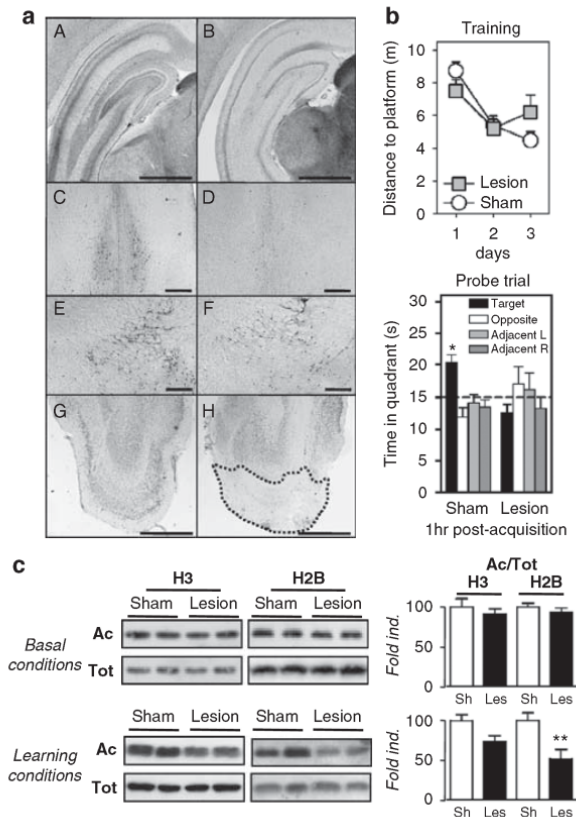 a
A
B
C
D
E
F
G
H
b
Training
Distance to platform (m)
10
8
6
4
2
0
Lesion
Sham
1 2 3
days
Probe trial
Time in quadrant (s)
30
25
20
15
10
5
0
Target
Opposite
Adjacent L
Adjacent R
*
Sham Lesion
1hr post-acquisition
c
H3 H2B
Sham Lesion Sham Lesion
Basal
conditions
Ac
Tot
Sham Lesion Sham Lesion
Learning
conditions
Ac
Tot
Ac/Tot
H3 H2B
Fold ind.
100
50
0
Sh Les Sh Les
Fold ind.
100
50
0
**
Sh Les Sh Les